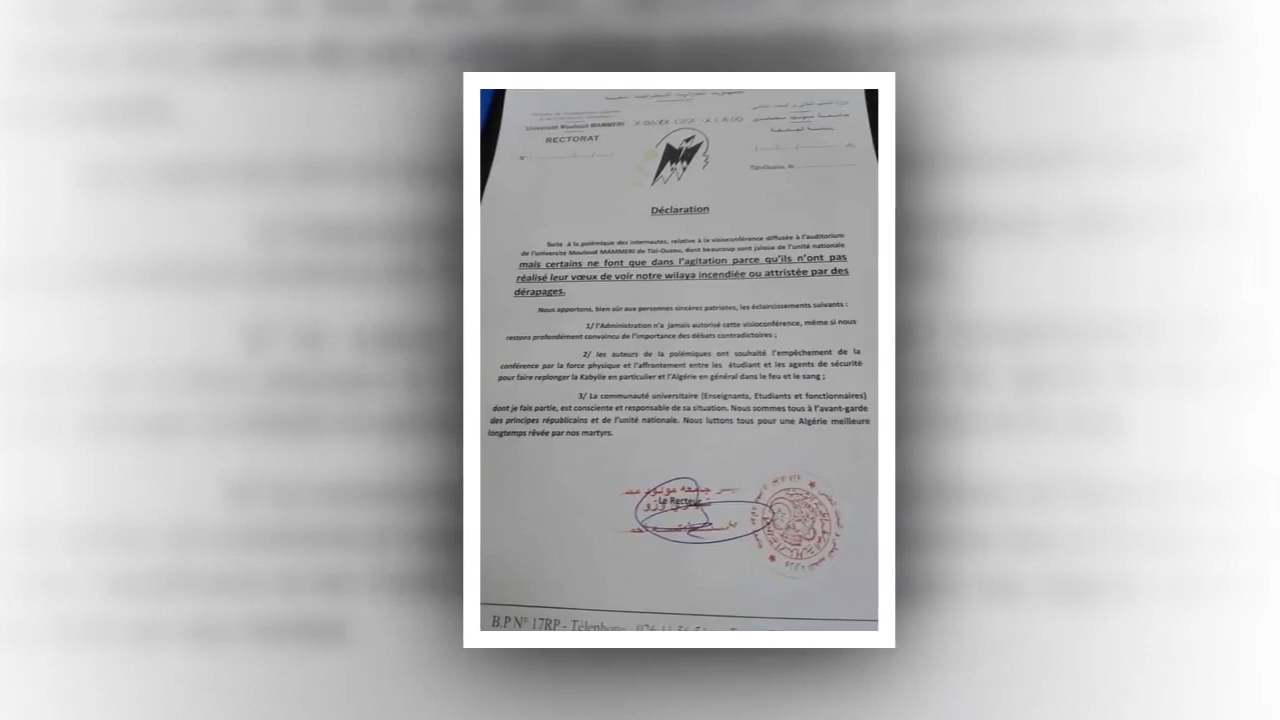 Université Mouloud MAMMERI
RECTORAT
N°
Tizi-Ouzou, le
Déclaration
Suite à la polémique des internautes, relative à la visioconférence diffusée à l'auditorium
de l'université Mouloud MAMMERI de Tizi-Ouzou, dont beaucoup sont jaloux de l'unité nationale
mais certains ne font que dans l'agitation parce qu'ils n'ont pas
réalisé leur vœux de voir notre wilaya incendiée ou attristée par des
dérapages.
Nous apportons, bien sûr aux personnes sincères patriotes, les éclaircissements suivants :
1/ l'Administration n'a jamais autorisé cette visioconférence, même si nous
restons profondément convaincu de l'importance des débats contradictoires ;
2/ les auteurs de la polémiques ont souhaité l'empêchement de la
conférence par la force physique et l'affrontement entre les étudiant et les agents de sécurité
pour faire replonger la Kabylie en particulier et l'Algérie en général dans le feu et le sang ;
3/ La communauté universitaire (Enseignants, Etudiants et fonctionnaires)
dont je fais partie, est consciente et responsable de sa situation. Nous sommes tous à l'avant-garde
des principes républicains et de l'unité nationale. Nous luttons tous pour une Algérie meilleure
longtemps rêvée par nos martyrs.
Le Recteur
B.P N° 17RP - Téléphone